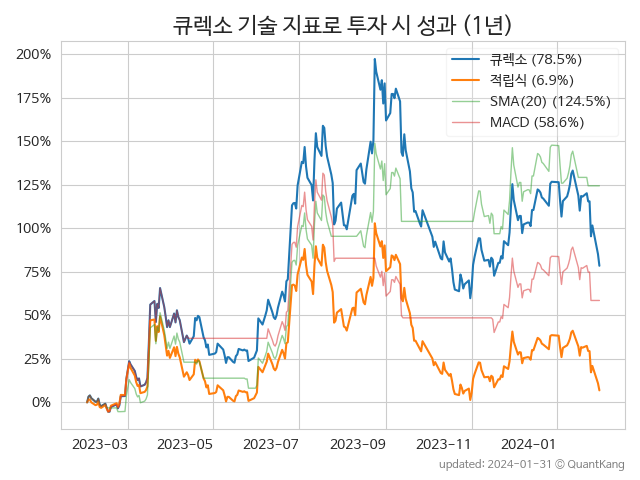 큐렉소 기술 지표로 투자 시 성과 (1년)
큐렉소 (78.5%)
적립식 (6.9%)
SMA(20) (124.5%)
MACD (58.6%)
200%
175%
150%
125%
100%
75%
50%
25%
0%
2023-03 2023-05 2023-07 2023-09 2023-11 2024-01
updated: 2024-01-31 © QuantKang